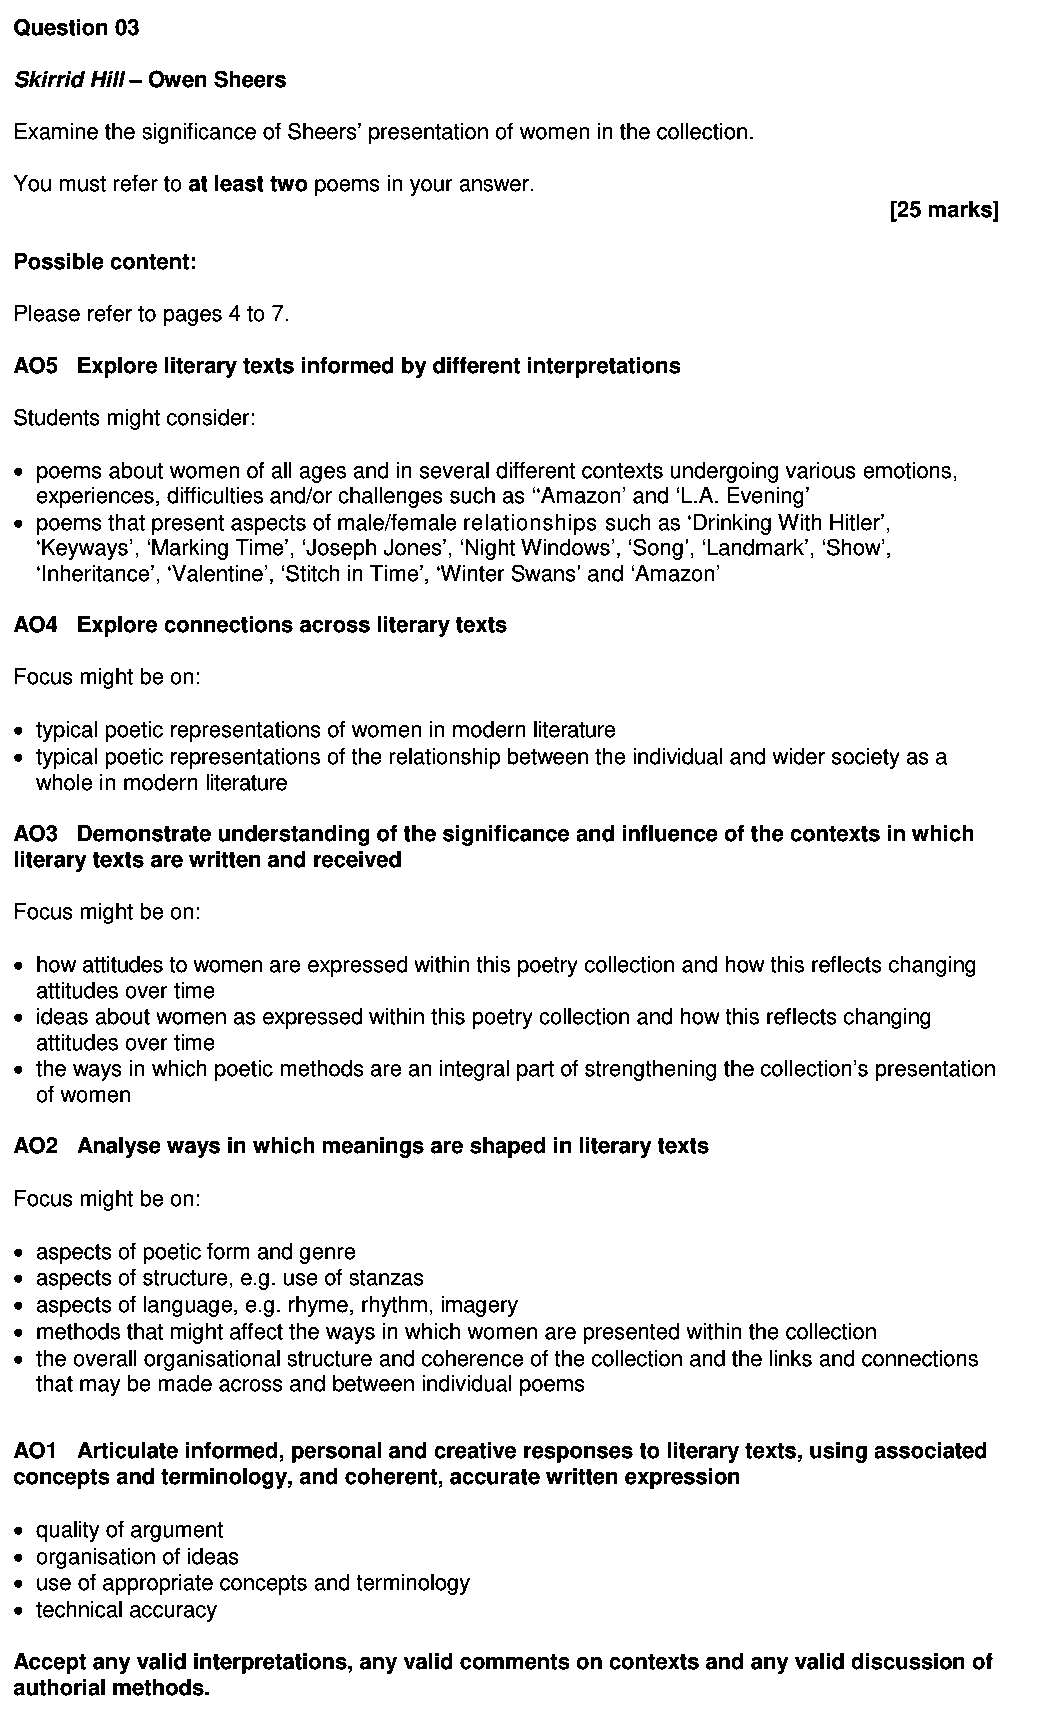 Question 03
Skirrid Hill – Owen Sheers
Examine the significance of Sheers’ presentation of women in the collection.
You must refer to at least two poems in your answer.
[25 marks]
Possible content:
Please refer to pages 4 to 7.
AO5 Explore literary texts informed by different interpretations
Students might consider:
• poems about women of all ages and in several different contexts undergoing various emotions,
experiences, difficulties and/or challenges such as “Amazon’ and ‘L.A. Evening’
• poems that present aspects of male/female relationships such as ‘Drinking With Hitler’,
‘Keyways’, ‘Marking Time’, ‘Joseph Jones’, ‘Night Windows’, ‘Song’, ‘Landmark’, ‘Show’,
‘Inheritance’, ‘Valentine’, ‘Stitch in Time’, ‘Winter Swans’ and ‘Amazon’
AO4 Explore connections across literary texts
Focus might be on:
• typical poetic representations of women in modern literature
• typical poetic representations of the relationship between the individual and wider society as a
whole in modern literature
AO3 Demonstrate understanding of the significance and influence of the contexts in which
literary texts are written and received
Focus might be on:
• how attitudes to women are expressed within this poetry collection and how this reflects changing
attitudes over time
• ideas about women as expressed within this poetry collection and how this reflects changing
attitudes over time
• the ways in which poetic methods are an integral part of strengthening the collection’s presentation
of women
AO2 Analyse ways in which meanings are shaped in literary texts
Focus might be on:
• aspects of poetic form and genre
• aspects of structure, e.g. use of stanzas
• aspects of language, e.g. rhyme, rhythm, imagery
• methods that might affect the ways in which women are presented within the collection
• the overall organisational structure and coherence of the collection and the links and connections
that may be made across and between individual poems
AO1 Articulate informed, personal and creative responses to literary texts, using associated
concepts and terminology, and coherent, accurate written expression
• quality of argument
• organisation of ideas
• use of appropriate concepts and terminology
• technical accuracy
Accept any valid interpretations, any valid comments on contexts and any valid discussion of
authorial methods.